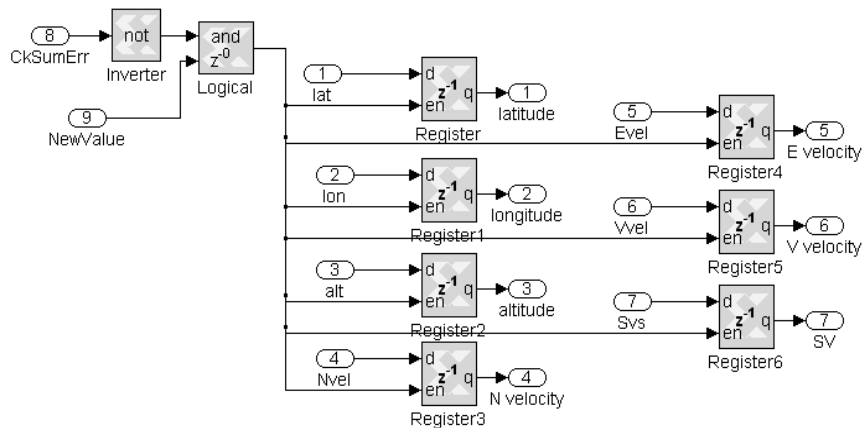 8
CkSumErr
not
Inverter
and
z-0
Logical
9
NewValue
1
lat
d
z-1 q
en
Register
1
latitude
5
Evel
d
z-1 q
en
Register4
5
E velocity
2
lon
d
z-1 q
en
Register1
2
longitude
6
Vvel
d
z-1 q
en
Register5
6
V velocity
3
alt
d
z-1 q
en
Register2
3
altitude
7
Svs
d
z-1 q
en
Register6
7
SV
4
Nvel
d
z-1 q
en
Register3
4
N velocity